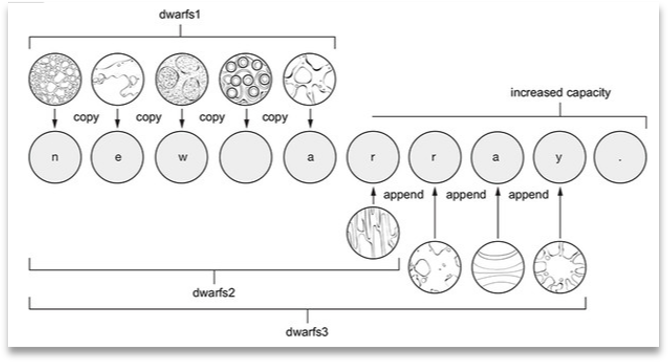 dwarfs1
increased capacity
copy copy copy copy
n e w a r r a y .
append append append
dwarfs2
dwarfs3